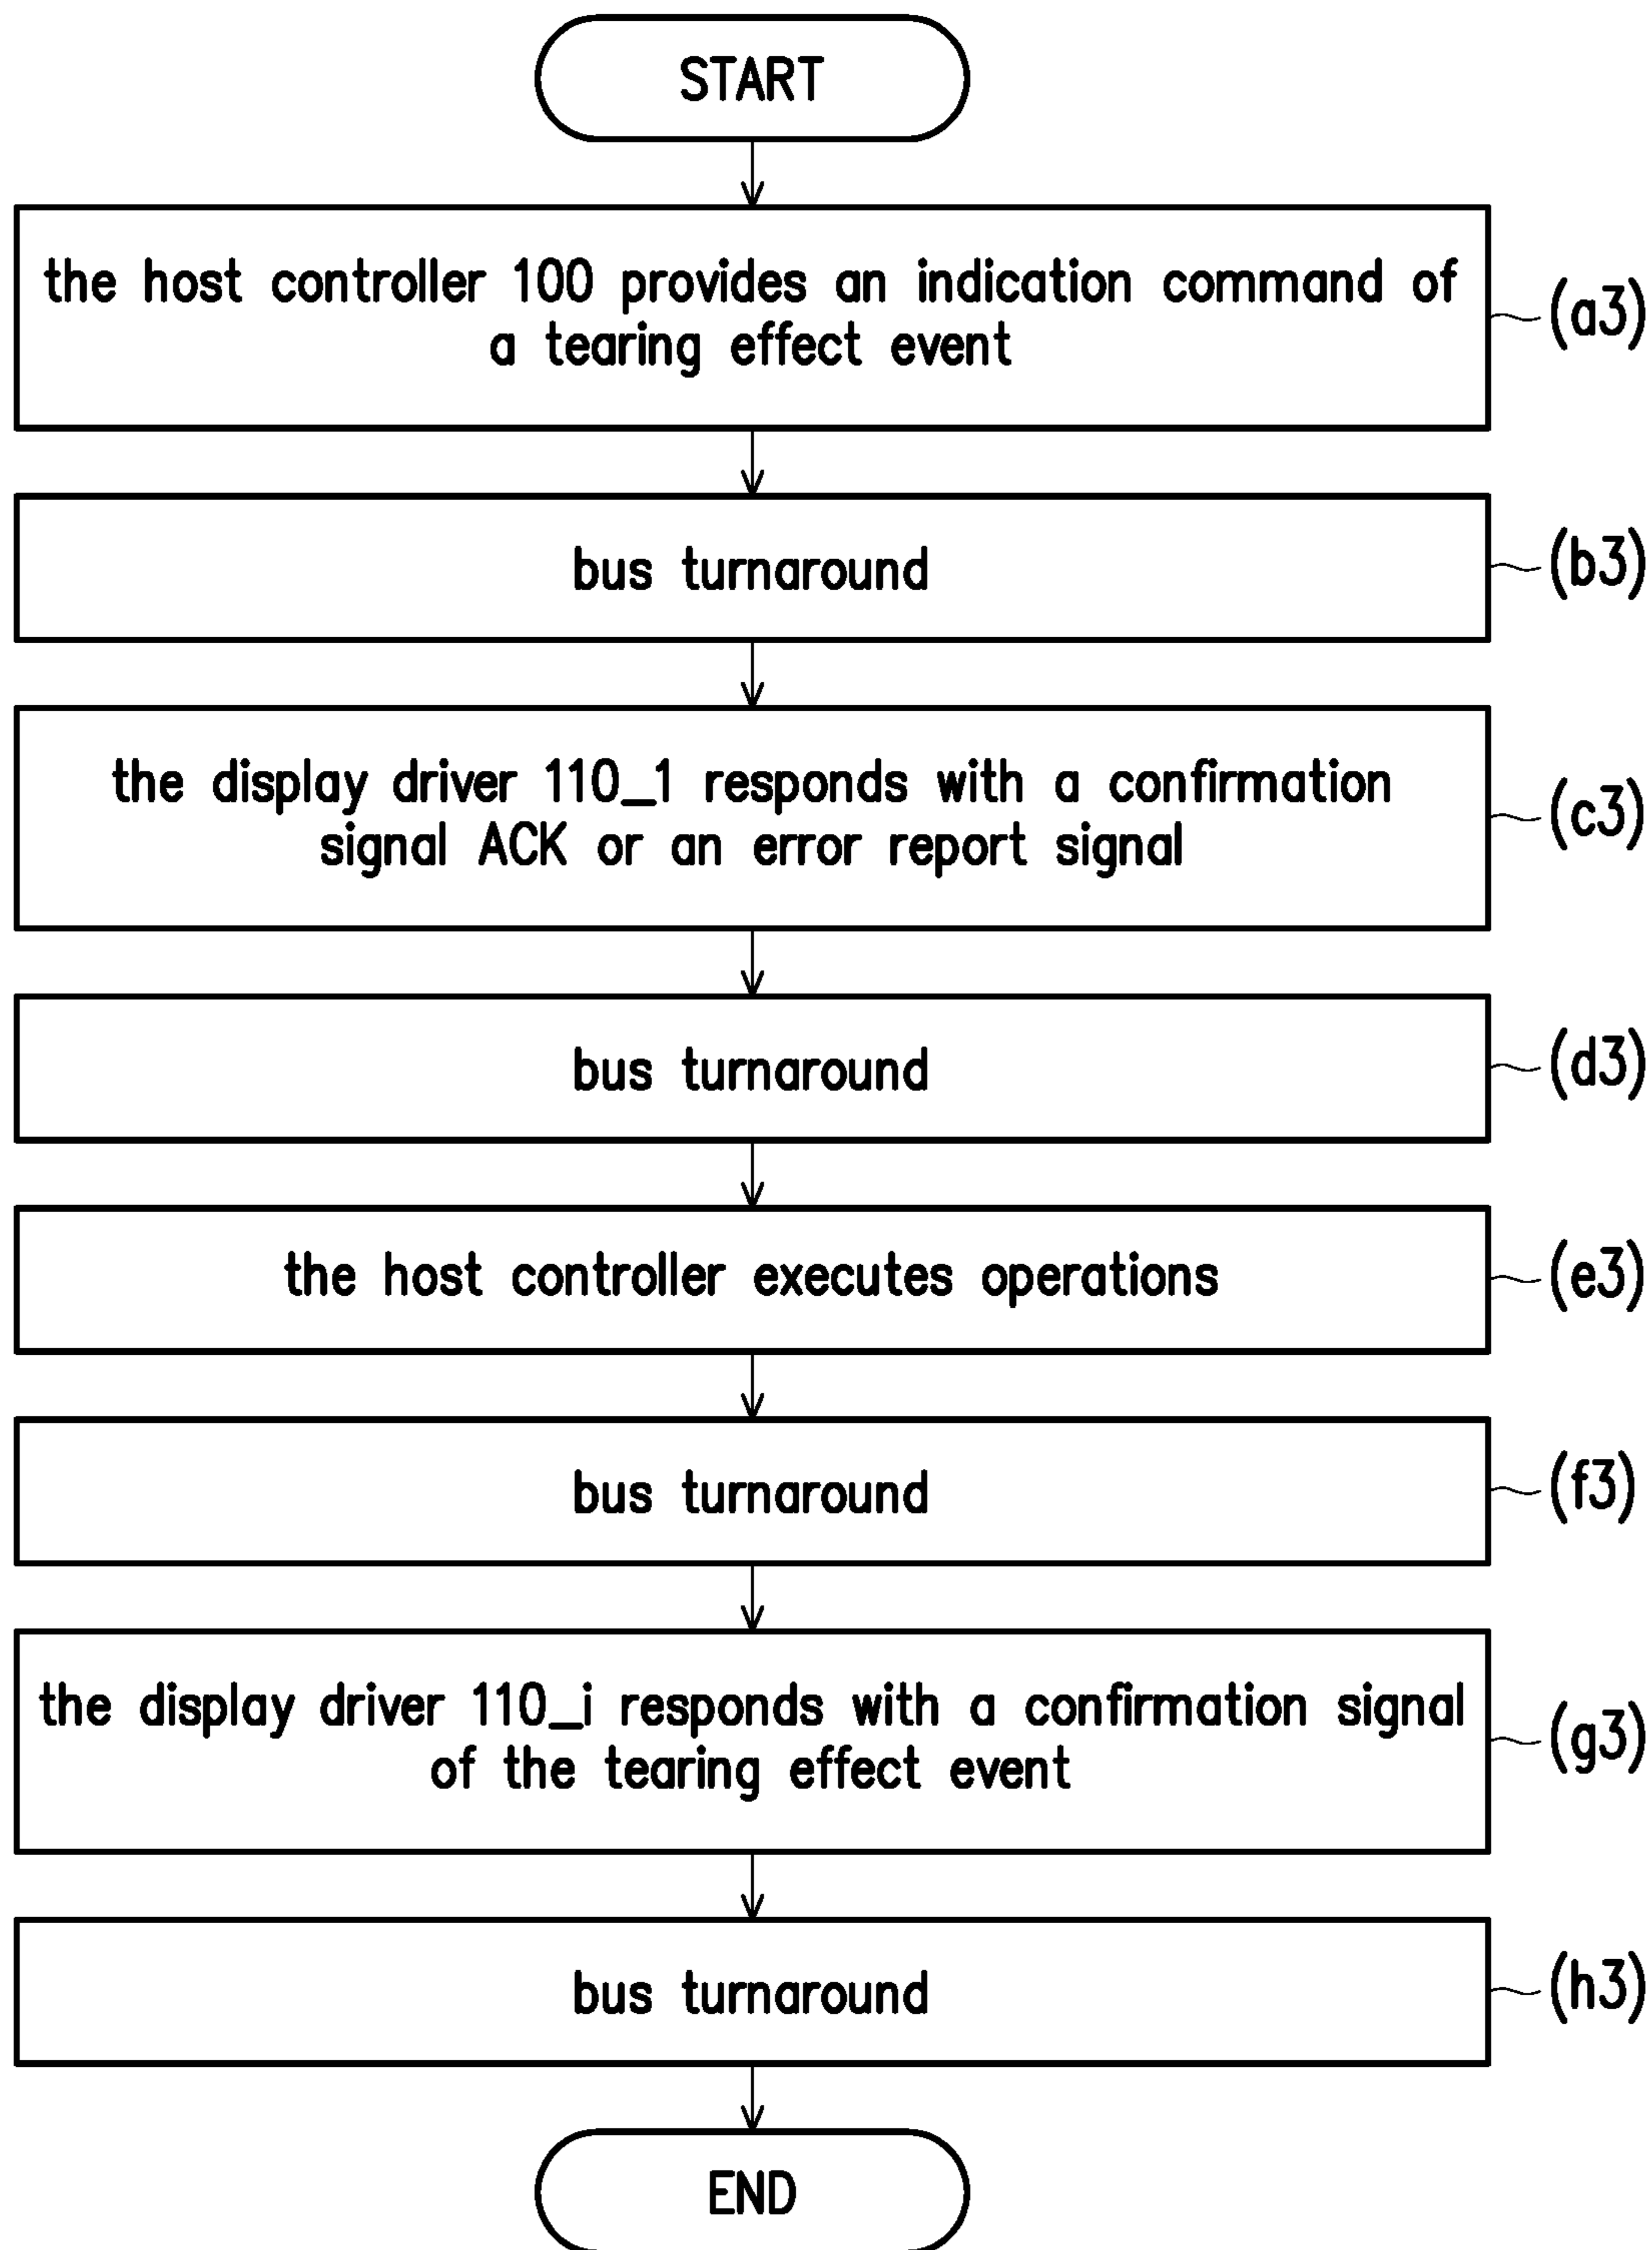 START
the host controller 100 provides an indication command of
a tearing effect event
(a3)
bus turnaround
(b3)
the display driver 110_1 responds with a confirmation
signal ACK or an error report signal
(c3)
bus turnaround
(d3)
the host controller executes operations
(e3)
bus turnaround
(f3)
the display driver 110_i responds with a confirmation signal
of the tearing effect event
(g3)
bus turnaround
(h3)
END